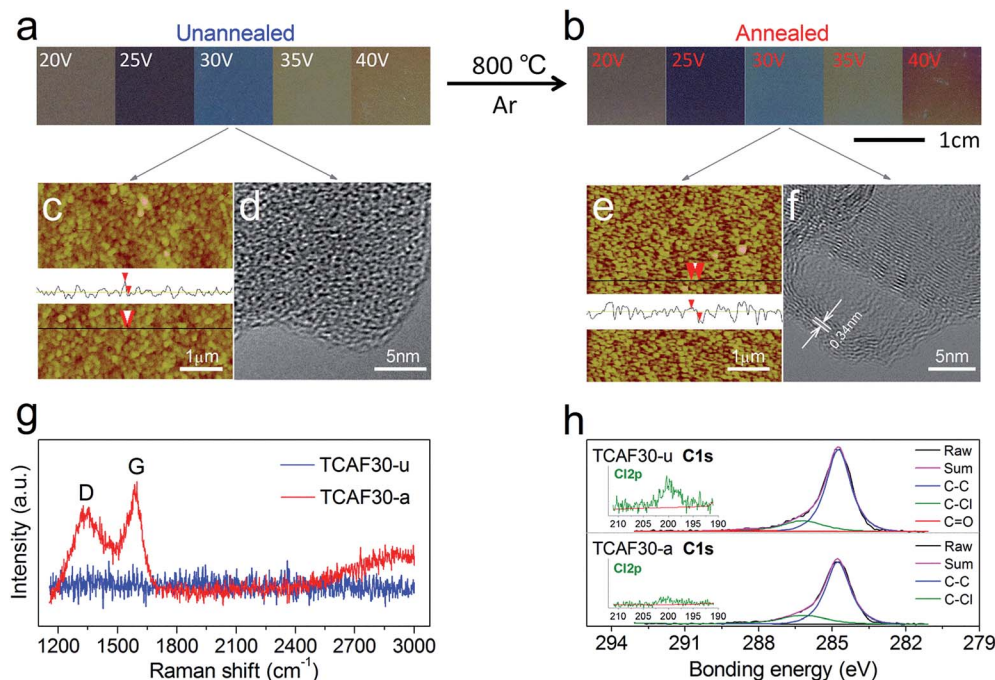 a
Unannealed
20V 25V 30V 35V 40V
800 °C
Ar
b
Annealed
20V 25V 30V 35V 40V
1cm
c
1μm
d
5nm
e
1μm
f
0.34nm
5nm
g
D
G
TCAF30-u
TCAF30-a
Intensity (a.u.)
1150 1500 1600 2100 2400 2700 3000
Raman shift (cm⁻¹)
h
TCAF30-u C1s
Cl2p
210 205 200 195 190
Raw
Sum
C-C
C-Cl
C=O
TCAF30-a C1s
Cl2p
210 205 200 195 190
Raw
Sum
C-C
C-Cl
294 291 288 285 282 279
Bonding energy (eV)